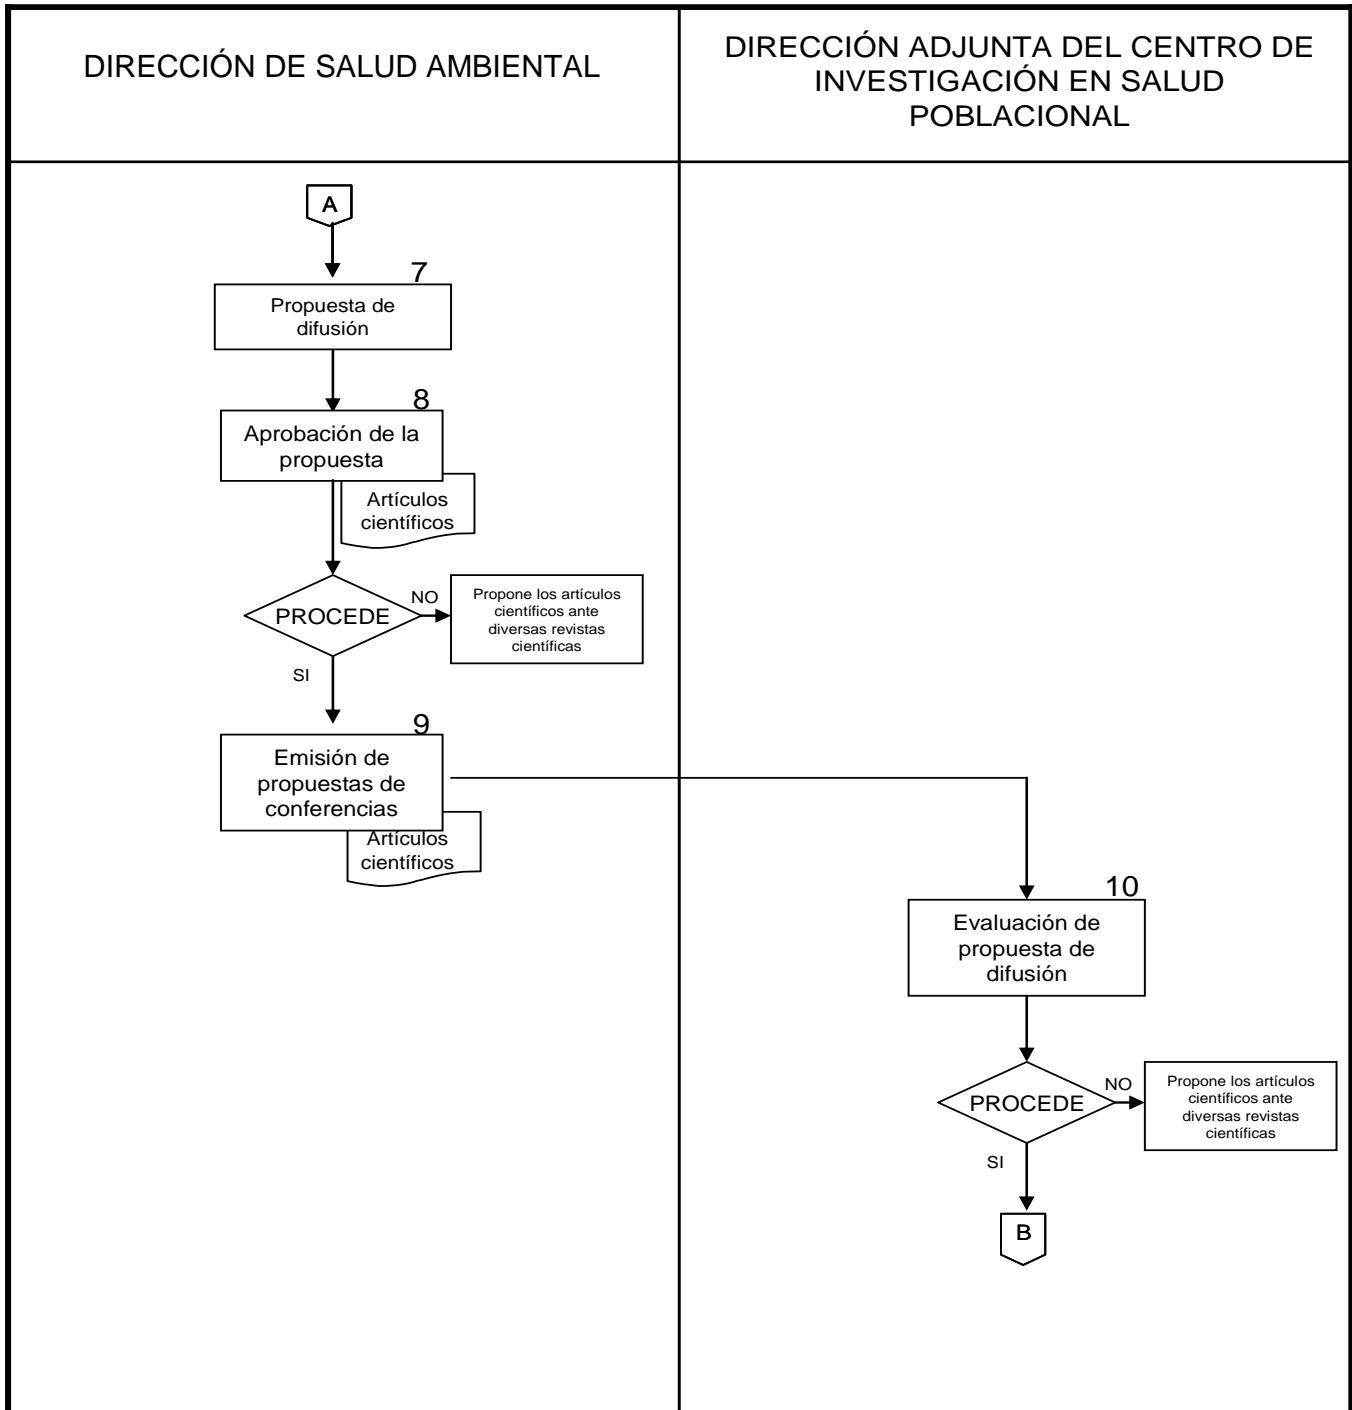 DIRECCIÓN DE SALUD AMBIENTAL
DIRECCIÓN ADJUNTA DEL CENTRO DE
INVESTIGACIÓN EN SALUD
POBLACIONAL
A
7
Propuesta de
difusión
8
Aprobación de la
propuesta
Artículos
científicos
PROCEDE
NO
Propone los artículos
científicos ante
diversas revistas
científicas
SI
9
Emisión de
propuestas de
conferencias
Artículos
científicos
10
Evaluación de
propuesta de
difusión
PROCEDE
NO
Propone los artículos
científicos ante
diversas revistas
científicas
SI
B